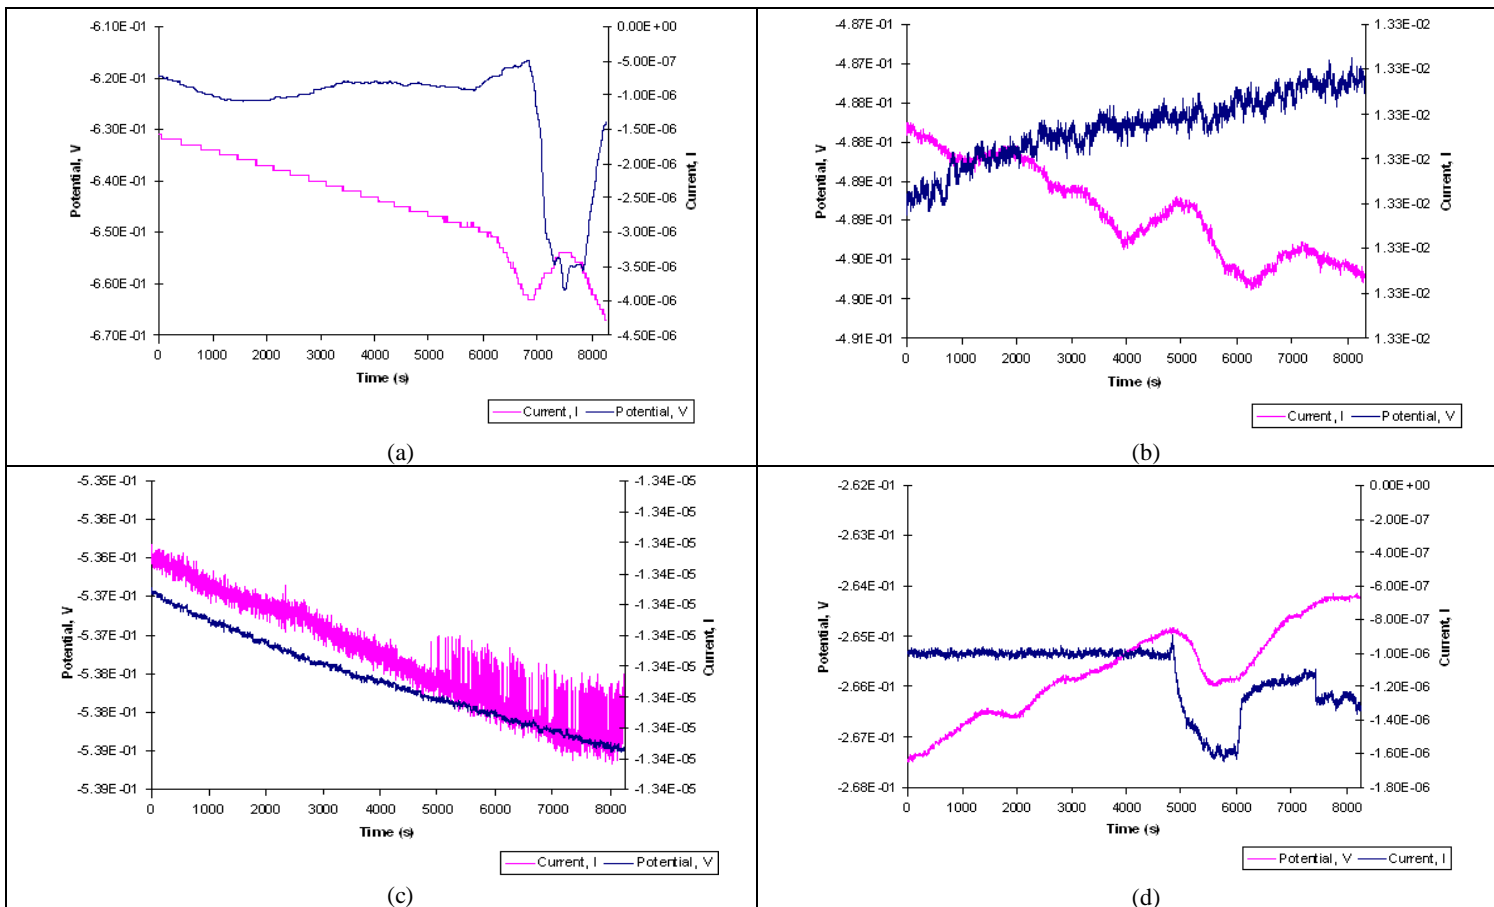 -6.10E-01
-6.20E-01
-6.30E-01
-6.40E-01
-6.50E-01
-6.60E-01
-6.70E-01
Potential, V
0.00E+00
-5.00E-07
-1.00E-06
-1.50E-06
-2.00E-06
-2.50E-06
-3.00E-06
-3.50E-06
-4.00E-06
-4.50E-06
Current, I
0 1000 2000 3000 4000 5000 6000 7000 8000
Time (s)
Current, I Potential, V
(a)
-4.87E-01
-4.87E-01
-4.88E-01
-4.88E-01
-4.89E-01
-4.89E-01
-4.90E-01
-4.90E-01
-4.91E-01
Potential, V
1.33E-02
1.33E-02
1.33E-02
1.33E-02
1.33E-02
1.33E-02
1.33E-02
1.33E-02
Current, I
0 1000 2000 3000 4000 5000 6000 7000 8000
Time (s)
Current, I Potential, V
(b)
-5.35E-01
-5.36E-01
-5.36E-01
-5.37E-01
-5.37E-01
-5.38E-01
-5.38E-01
-5.39E-01
-5.39E-01
Potential, V
-1.34E-05
-1.34E-05
-1.34E-05
-1.34E-05
-1.34E-05
-1.34E-05
-1.34E-05
-1.34E-05
-1.34E-05
-1.34E-05
-1.34E-05
Current, I
0 1000 2000 3000 4000 5000 6000 7000 8000
Time (s)
Current, I Potential, V
(c)
-2.62E-01
-2.63E-01
-2.64E-01
-2.65E-01
-2.66E-01
-2.67E-01
-2.68E-01
Potential, V
0.00E+00
-2.00E-07
-4.00E-07
-6.00E-07
-8.00E-07
-1.00E-06
-1.20E-06
-1.40E-06
-1.60E-06
-1.80E-06
Current, I
0 1000 2000 3000 4000 5000 6000 7000 8000
Time (s)
Potential, V Current, I
(d)